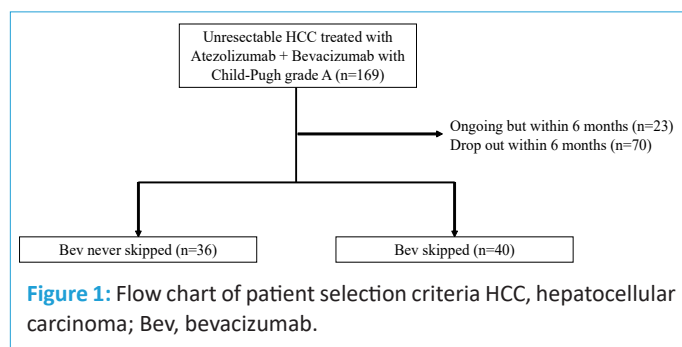 Unresectable HCC treated with
Atezolizumab + Bevacizumab with
Child-Pugh grade A (n=169)
Ongoing but within 6 months (n=23)
Drop out within 6 months (n=70)
Bev never skipped (n=36)
Bev skipped (n=40)
Figure 1: Flow chart of patient selection criteria HCC, hepatocellular
carcinoma; Bev, bevacizumab.